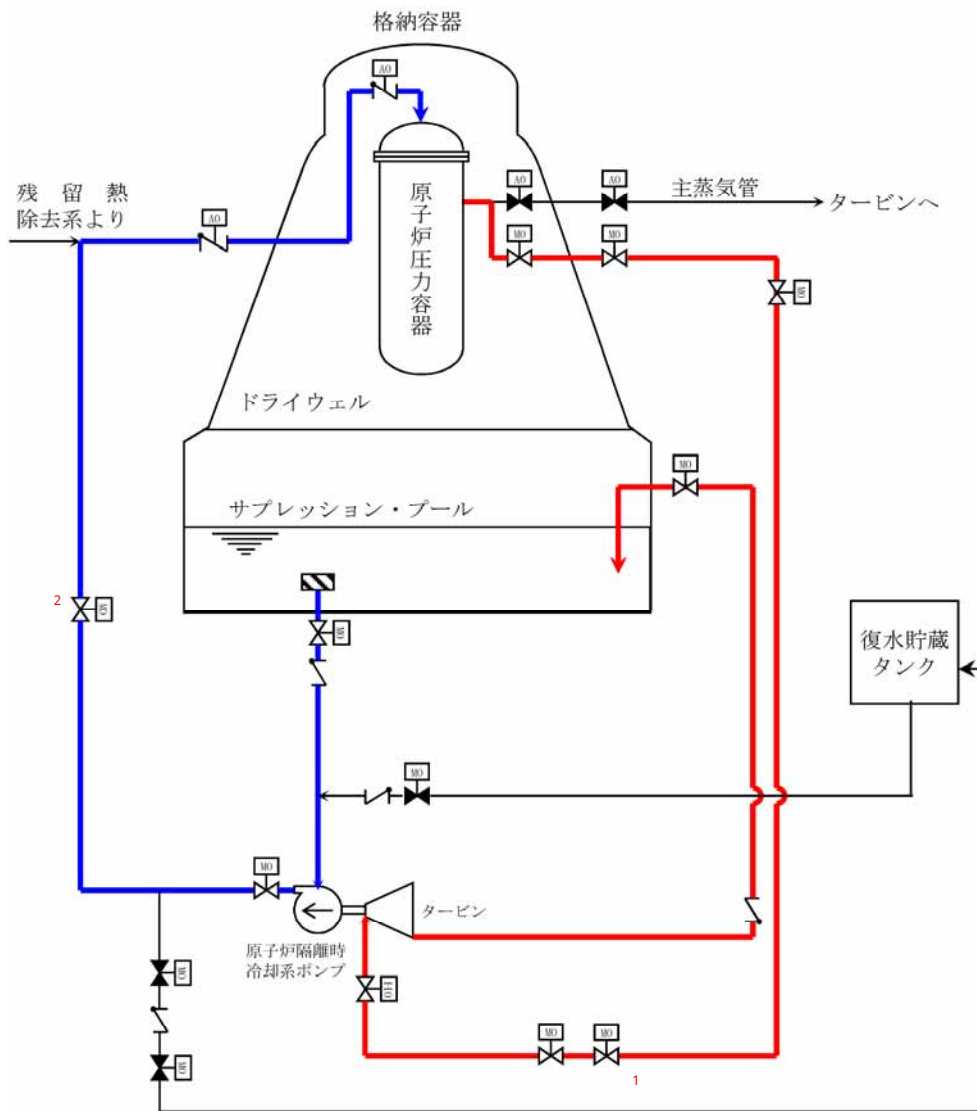 格納容器
AO
残留熱
除去系より
AO
原子炉圧力容器
AO
AO
主蒸気管
タービンへ
MO
MO
MO
ドライウェル
MO
サプレッション・プール
2
MO
MO
復水貯蔵
タンク
MO
MO
タービン
原子炉隔離時
冷却系ポンプ
MO
MO
MO
MO
1
MO